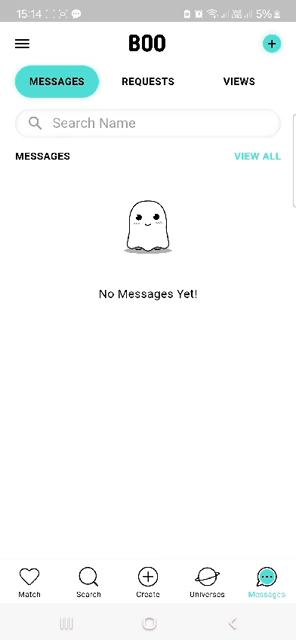 15:14 5%
BOO
MESSAGES REQUESTS VIEWS
Search Name
MESSAGES VIEW ALL
No Messages Yet!
Match Search Create Universes Messages